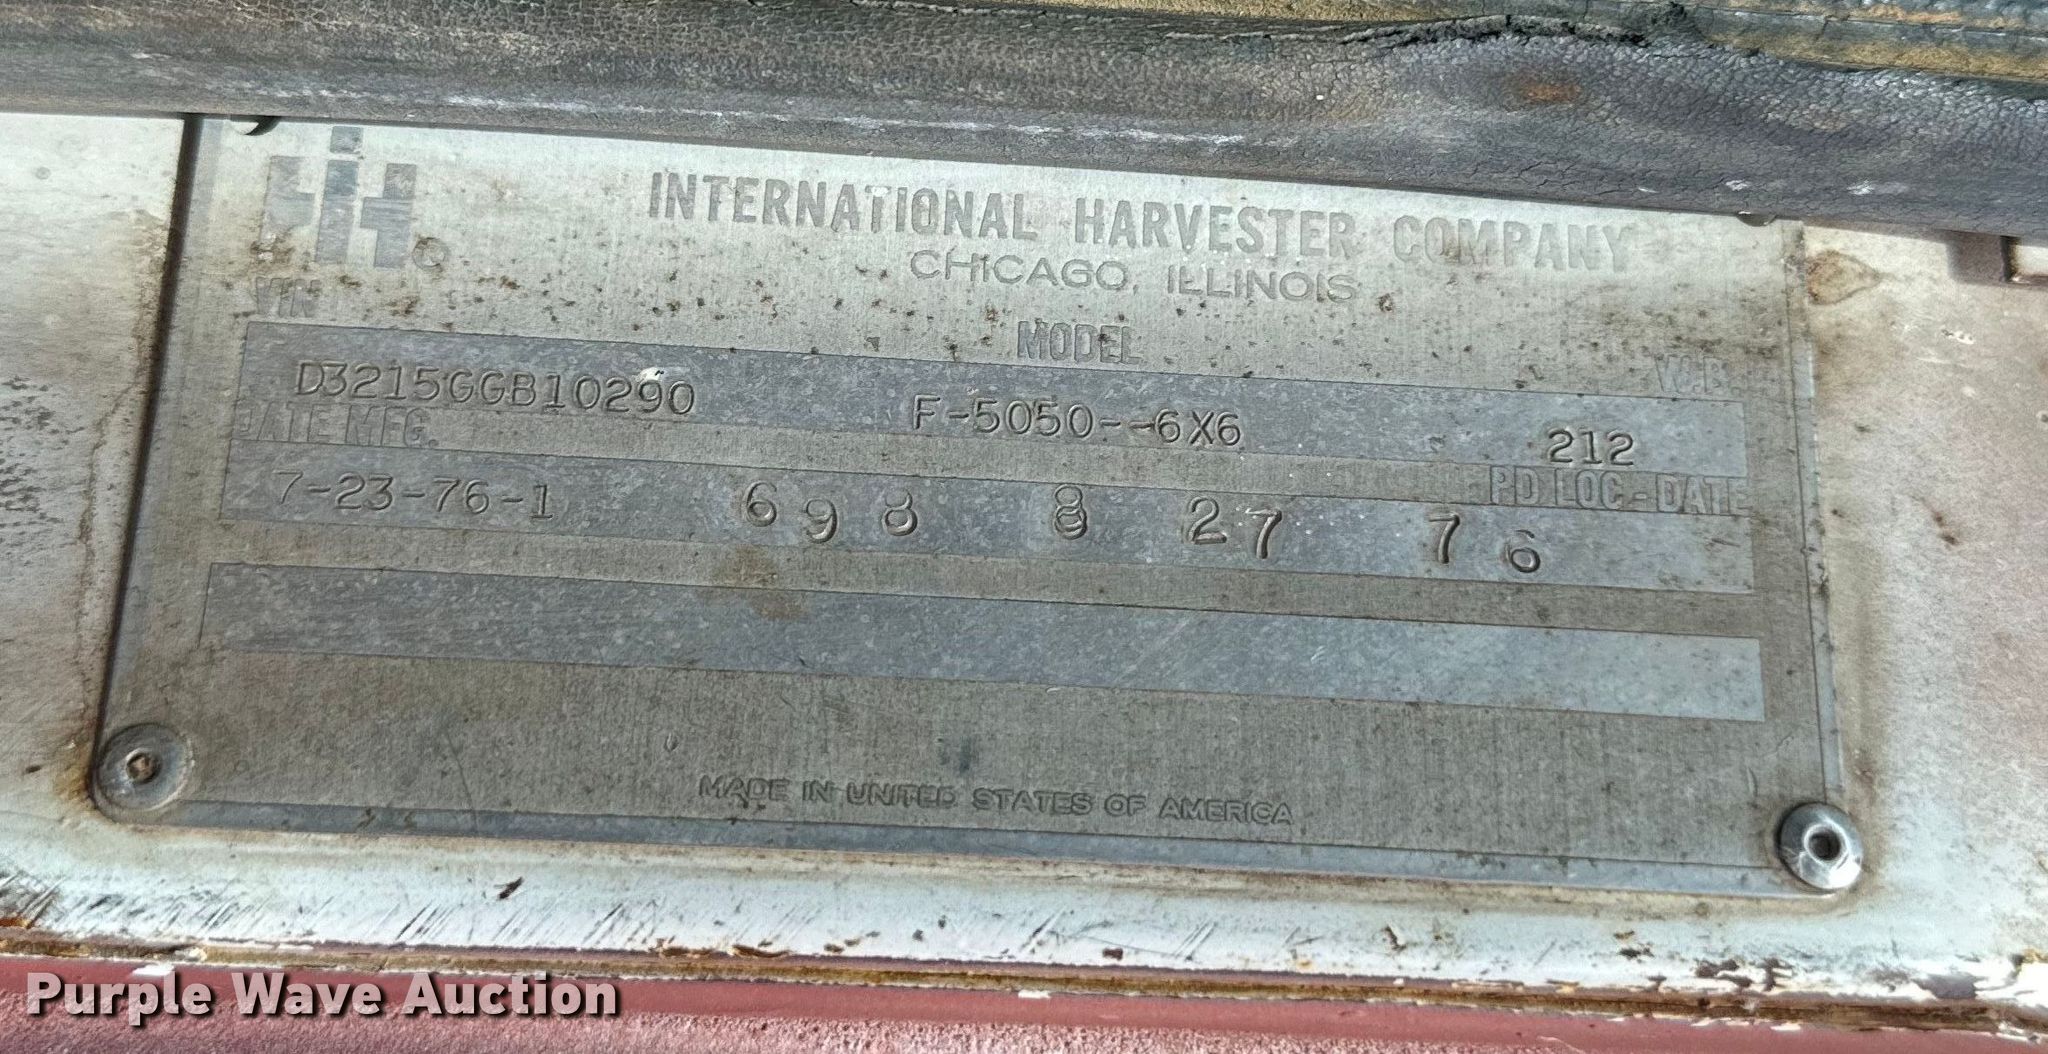 IH
INTERNATIONAL HARVESTER COMPANY
CHICAGO, ILLINOIS
VIN MODEL W.B.
D3215GGB10290 F-5050--6X6 212
DATE MFG. PD LOC-DATE
7-23-76-1 698 8 27 76
MADE IN UNITED STATES OF AMERICA
Purple Wave Auction